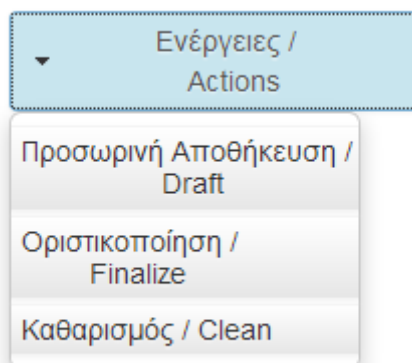 Ενέργειες /
Actions
Προσωρινή Αποθήκευση /
Draft
Οριστικοποίηση /
Finalize
Καθαρισμός / Clean